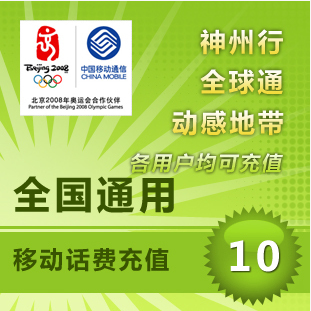 Beijing 2008
中国移动通信
CHINA MOBILE
北京2008年奥运会合作伙伴
Partner of the Beijing 2008 Olympic Games
神州行
全球通
动感地带
各用户均可充值
全国通用
移动话费充值
10